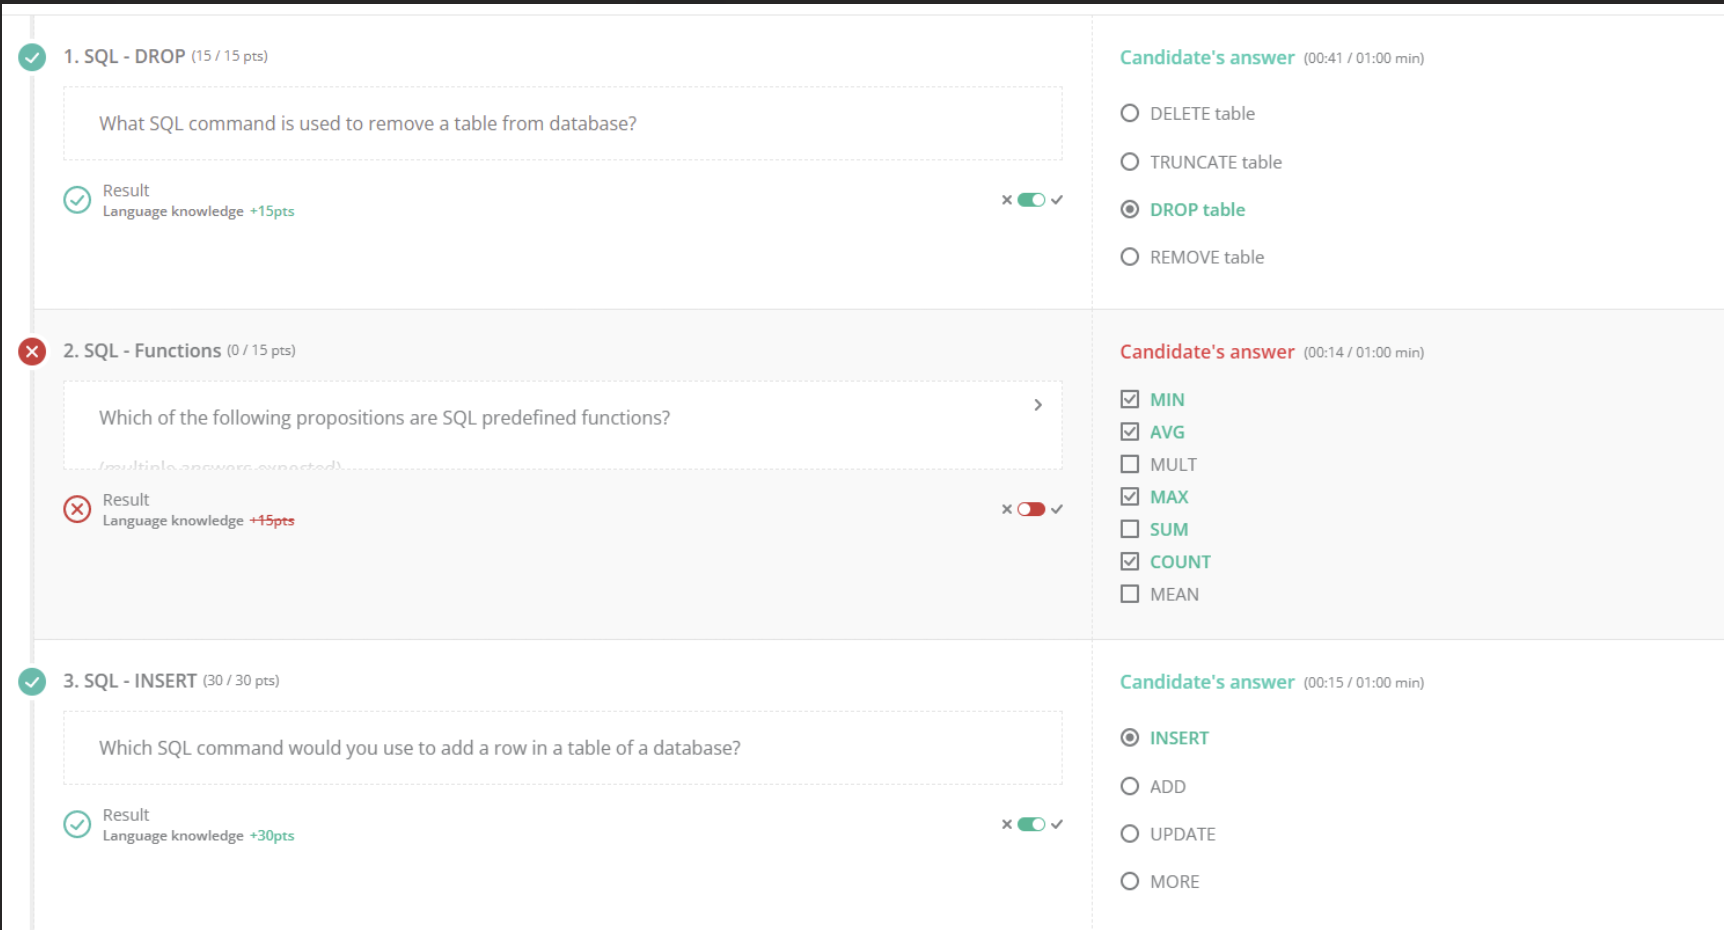 1. SQL - DROP (15 / 15 pts)
What SQL command is used to remove a table from database?
Result
Language knowledge +15pts
Candidate's answer (00:41 / 01:00 min)
DELETE table
TRUNCATE table
DROP table
REMOVE table
2. SQL - Functions (0 / 15 pts)
Which of the following propositions are SQL predefined functions?
(multiple answers expected)
Result
Language knowledge +15pts
Candidate's answer (00:14 / 01:00 min)
MIN
AVG
MULT
MAX
SUM
COUNT
MEAN
3. SQL - INSERT (30 / 30 pts)
Which SQL command would you use to add a row in a table of a database?
Result
Language knowledge +30pts
Candidate's answer (00:15 / 01:00 min)
INSERT
ADD
UPDATE
MORE